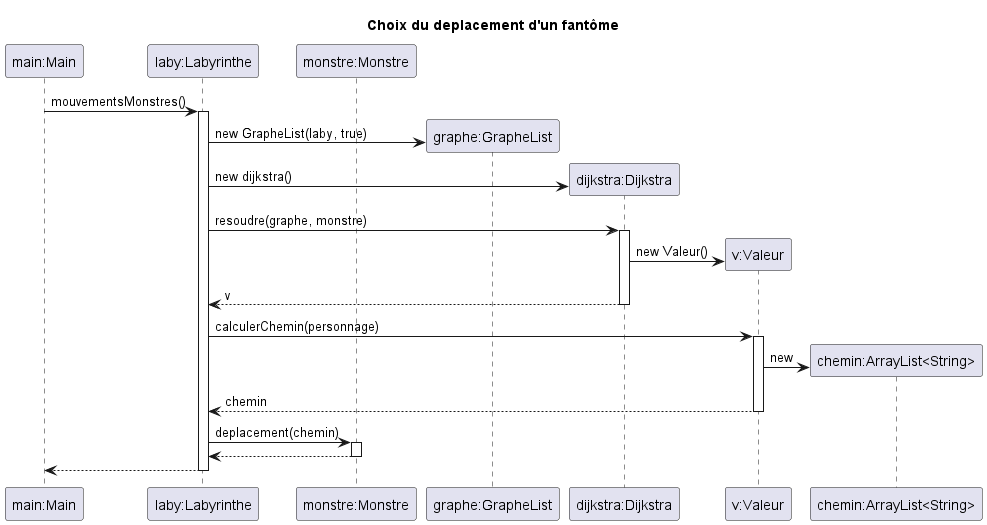 Choix du deplacement d'un fantôme
main:Main
laby:Labyrinthe
monstre:Monstre
mouvementsMonstres()
new GrapheList(laby, true)
graphe:GrapheList
new dijkstra()
dijkstra:Dijkstra
resoudre(graphe, monstre)
new Valeur()
v:Valeur
v
calculerChemin(personnage)
new
chemin:ArrayList<String>
chemin
deplacement(chemin)
main:Main
laby:Labyrinthe
monstre:Monstre
graphe:GrapheList
dijkstra:Dijkstra
v:Valeur
chemin:ArrayList<String>